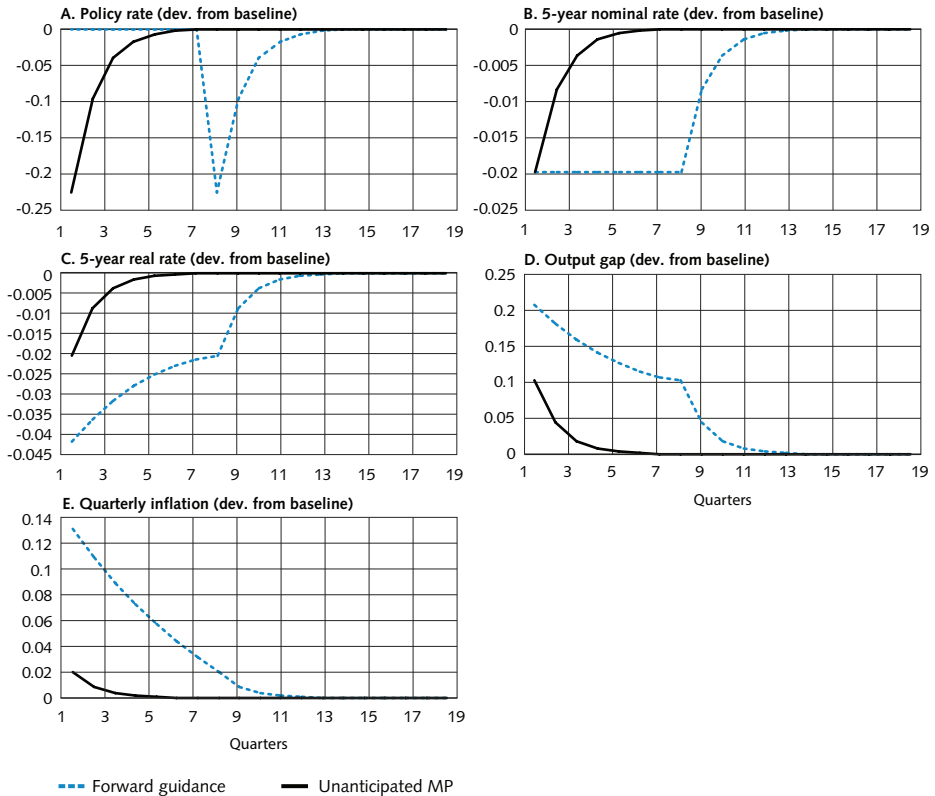 A. Policy rate (dev. from baseline)
0
-0.05
-0.1
-0.15
-0.2
-0.25
1 3 5 7 9 11 13 15 17 19
B. 5-year nominal rate (dev. from baseline)
0
-0.005
-0.01
-0.015
-0.02
-0.025
1 3 5 7 9 11 13 15 17 19
C. 5-year real rate (dev. from baseline)
0
-0.005
-0.01
-0.015
-0.02
-0.025
-0.03
-0.035
-0.04
-0.045
1 3 5 7 9 11 13 15 17 19
D. Output gap (dev. from baseline)
0.25
0.2
0.15
0.1
0.05
0
1 3 5 7 9 11 13 15 17 19
Quarters
E. Quarterly inflation (dev. from baseline)
0.14
0.12
0.1
0.08
0.06
0.04
0.02
0
1 3 5 7 9 11 13 15 17 19
Quarters
Forward guidance
Unanticipated MP